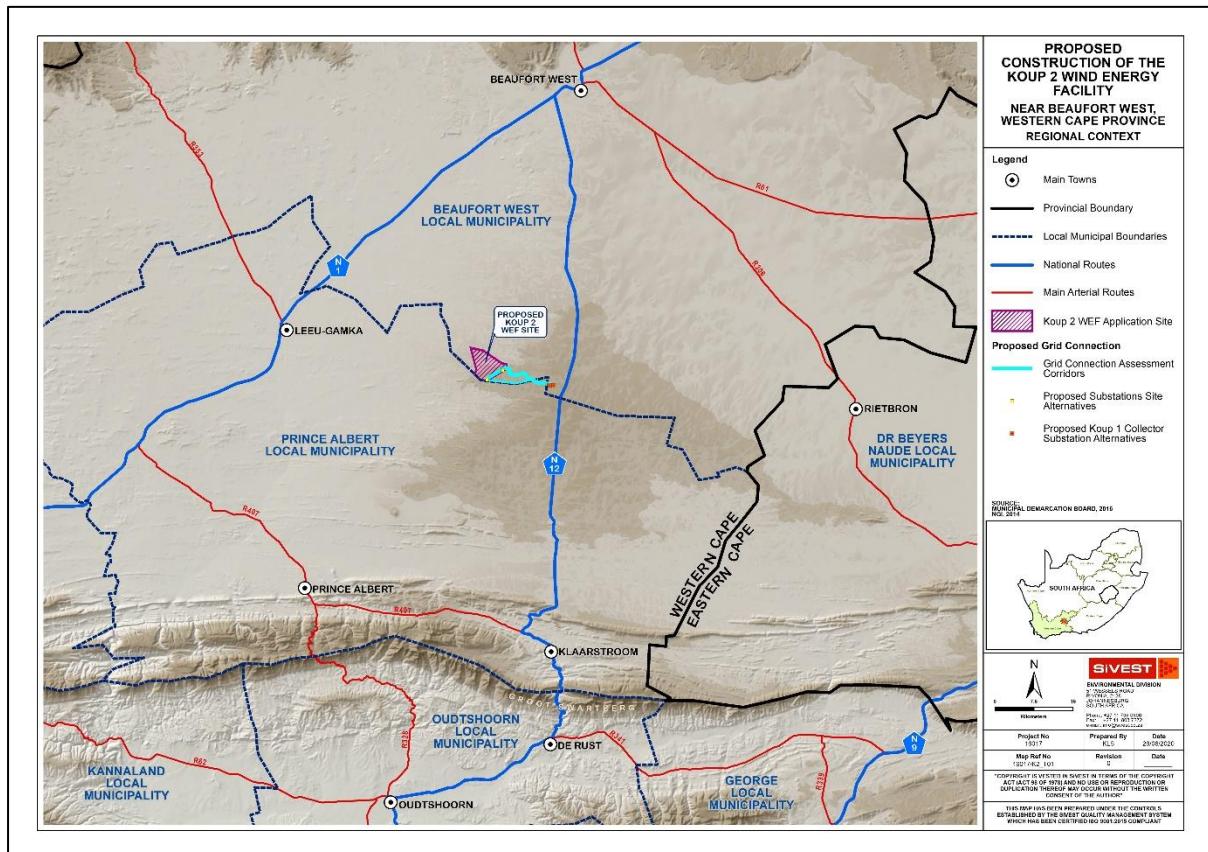 BEAUFORT WEST
R353
R61
BEAUFORT WEST
LOCAL MUNICIPALITY
N
1
R306
LEEU-GAMKA
PROPOSED
KOUP 2
WEF SITE
RIETBRON
PRINCE ALBERT
LOCAL MUNICIPALITY
DR BEYERS
NAUDE LOCAL
MUNICIPALITY
N
12
R407
WESTERN CAPE
EASTERN CAPE
PRINCE ALBERT
R407
KLAARSTROOM
GROOT SWARTBERG
OUDTSHOORN
LOCAL
MUNICIPALITY
R328
DE RUST
R341
N
9
KANNALAND
LOCAL
MUNICIPALITY
R62
GEORGE
LOCAL
MUNICIPALITY
R339
OUDTSHOORN
PROPOSED
CONSTRUCTION OF THE
KOUP 2 WIND ENERGY
FACILITY
NEAR BEAUFORT WEST,
WESTERN CAPE PROVINCE
REGIONAL CONTEXT
Legend
Main Towns
Provincial Boundary
Local Municipal Boundaries
National Routes
Main Arterial Routes
Koup 2 WEF Application Site
Proposed Grid Connection
Grid Connection Assessment
Corridors
Proposed Substations Site
Alternatives
Proposed Koup 1 Collector
Substation Alternatives
SOURCE:
MUNICIPAL DEMARCATION BOARD, 2016
NGI, 2014
SOUTH AFRICA
N
Kilometers
SiVEST
ENVIRONMENTAL DIVISION
SOUTH AFRICA
Project No
Prepared By
Date
KLS
Map Ref No
Revision
Date
"COPYRIGHT IS VESTED IN SIVEST IN TERMS OF THE COPYRIGHT
ACT (ACT 98 OF 1978) AND NO USE OR REPRODUCTION OR
DUPLICATION THEREOF MAY OCCUR WITHOUT THE WRITTEN
CONSENT OF THE AUTHOR"
THIS MAP HAS BEEN PREPARED UNDER THE CONTROLS
ESTABLISHED BY THE SIVEST QUALITY MANAGEMENT SYSTEM
WHICH HAS BEEN CERTIFIED ISO 9001:2015 COMPLIANT